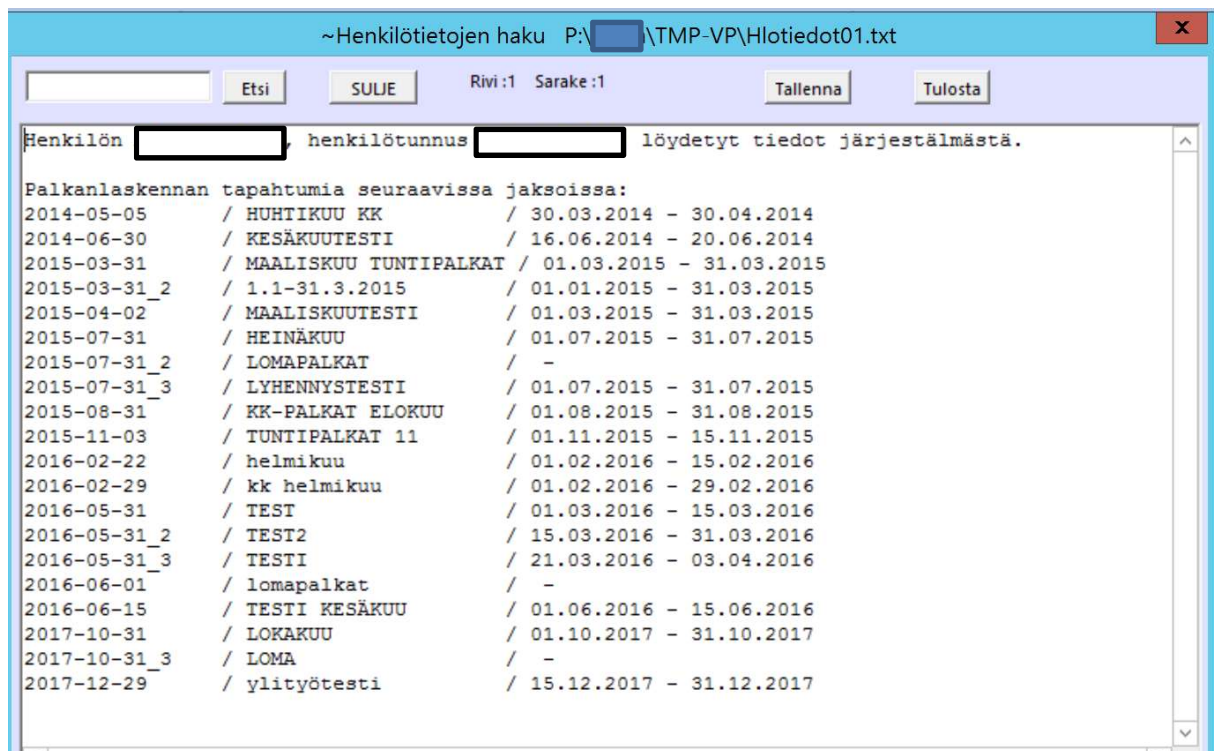 ~Henkilötietojen haku P:\ \TMP-VP\Hlotiedot01.txt x
Etsi SULJE Rivi :1 Sarake :1 Tallenna Tulosta
Henkilön , henkilötunnus löydetyt tiedot järjestälmästä.
Palkanlaskennan tapahtumia seuraavissa jaksoissa:
2014-05-05 / HUHTIKUU KK / 30.03.2014 - 30.04.2014
2014-06-30 / KESÄKUUTESTI / 16.06.2014 - 20.06.2014
2015-03-31 / MAALISKUU TUNTIPALKAT / 01.03.2015 - 31.03.2015
2015-03-31_2 / 1.1-31.3.2015 / 01.01.2015 - 31.03.2015
2015-04-02 / MAALISKUUTESTI / 01.03.2015 - 31.03.2015
2015-07-31 / HEINÄKUU / 01.07.2015 - 31.07.2015
2015-07-31_2 / LOMAPALKAT / -
2015-07-31_3 / LYHENNYSTESTI / 01.07.2015 - 31.07.2015
2015-08-31 / KK-PALKAT ELOKUU / 01.08.2015 - 31.08.2015
2015-11-03 / TUNTIPALKAT 11 / 01.11.2015 - 15.11.2015
2016-02-22 / helmikuu / 01.02.2016 - 15.02.2016
2016-02-29 / kk helmikuu / 01.02.2016 - 29.02.2016
2016-05-31 / TEST / 01.03.2016 - 15.03.2016
2016-05-31_2 / TEST2 / 15.03.2016 - 31.03.2016
2016-05-31_3 / TESTI / 21.03.2016 - 03.04.2016
2016-06-01 / lomapalkat / -
2016-06-15 / TESTI KESÄKUU / 01.06.2016 - 15.06.2016
2017-10-31 / LOKAKUU / 01.10.2017 - 31.10.2017
2017-10-31_3 / LOMA / -
2017-12-29 / ylityötesti / 15.12.2017 - 31.12.2017